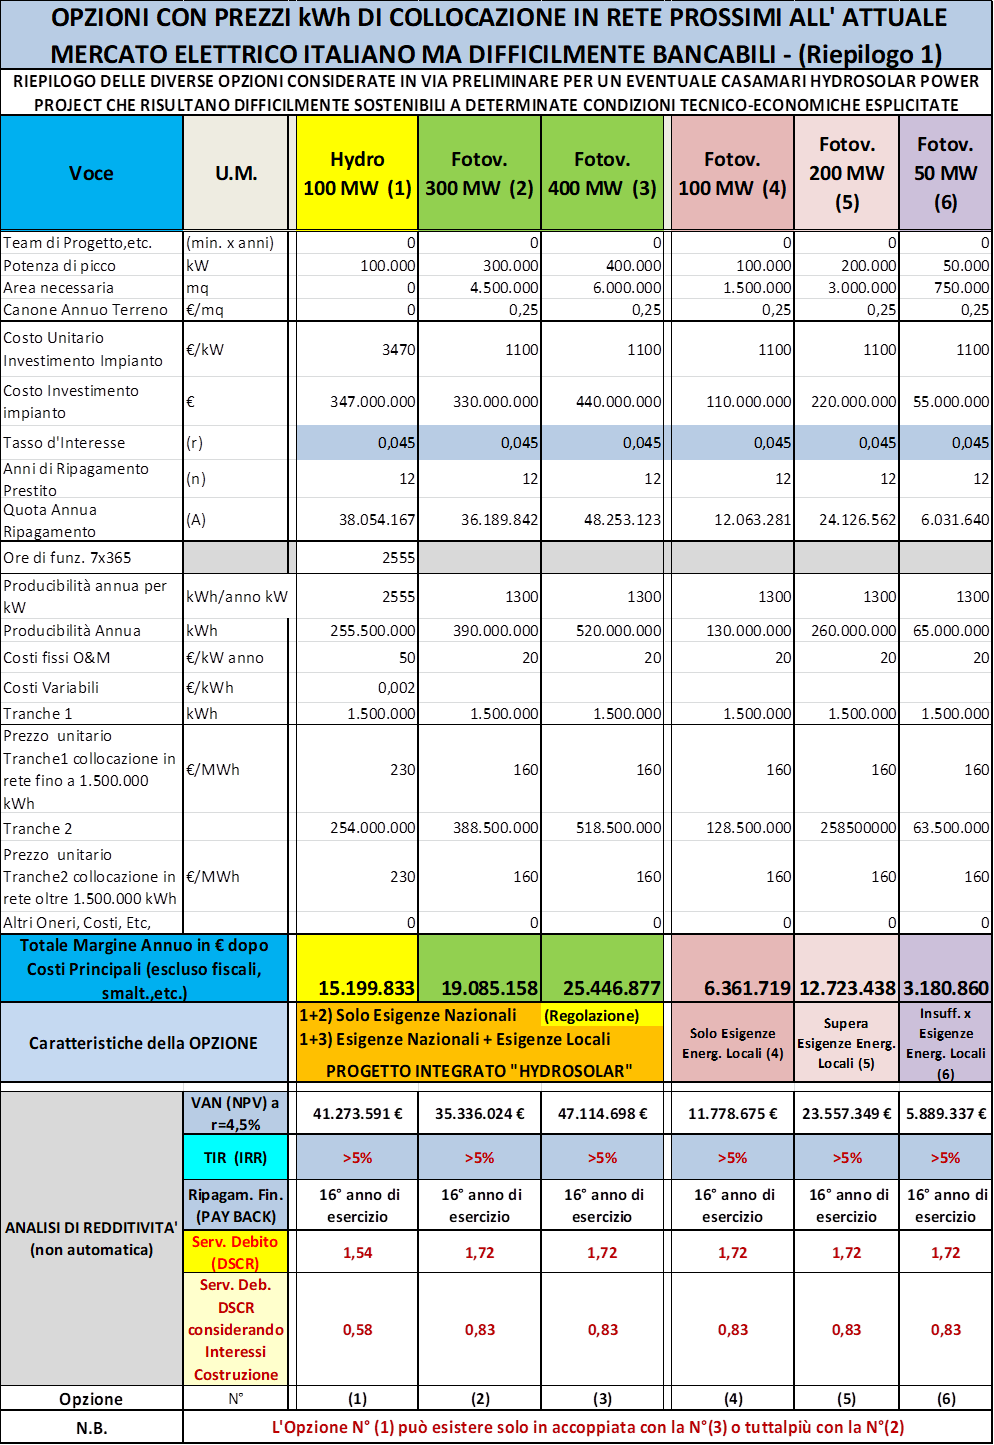 OPZIONI CON PREZZI kWh DI COLLOCAZIONE IN RETE PROSSIMI ALL' ATTUALE
MERCATO ELETTRICO ITALIANO MA DIFFICILMENTE BANCABILI - (Riepilogo 1)
RIEPILOGO DELLE DIVERSE OPZIONI CONSIDERATE IN VIA PRELIMINARE PER UN EVENTUALE CASAMARI HYDROSOLAR POWER
PROJECT CHE RISULTANO DIFFICILMENTE SOSTENIBILI A DETERMINATE CONDIZIONI TECNICO-ECONOMICHE ESPLICITATE
Voce U.M. Hydro 100 MW (1) Fotov. 300 MW (2) Fotov. 400 MW (3) Fotov. 100 MW (4) Fotov. 200 MW (5) Fotov. 50 MW (6)
Team di Progetto,etc. (min. x anni) 0 0 0 0 0 0
Potenza di picco kW 100.000 300.000 400.000 100.000 200.000 50.000
Area necessaria mq 0 4.500.000 6.000.000 1.500.000 3.000.000 750.000
Canone Annuo Terreno €/mq 0 0,25 0,25 0,25 0,25 0,25
Costo Unitario
Investimento Impianto €/kW 3470 1100 1100 1100 1100 1100
Costo Investimento
impianto € 347.000.000 330.000.000 440.000.000 110.000.000 220.000.000 55.000.000
Tasso d'Interesse (r) 0,045 0,045 0,045 0,045 0,045 0,045
Anni di Ripagamento
Prestito (n) 12 12 12 12 12 12
Quota Annua
Ripagamento (A) 38.054.167 36.189.842 48.253.123 12.063.281 24.126.562 6.031.640
Ore di funz. 7x365 2555
Producibilità annua per
kW kWh/anno kW 2555 1300 1300 1300 1300 1300
Producibilità Annua kWh 255.500.000 390.000.000 520.000.000 130.000.000 260.000.000 65.000.000
Costi fissi O&M €/kW anno 50 20 20 20 20 20
Costi Variabili €/kWh 0,002
Tranche 1 kWh 1.500.000 1.500.000 1.500.000 1.500.000 1.500.000 1.500.000
Prezzo unitario
Tranche1 collocazione in
rete fino a 1.500.000
kWh €/MWh 230 160 160 160 160 160
Tranche 2 254.000.000 388.500.000 518.500.000 128.500.000 258500000 63.500.000
Prezzo unitario
Tranche2 collocazione in
rete oltre 1.500.000 kWh €/MWh 230 160 160 160 160 160
Altri Oneri, Costi, Etc, 0 0 0 0 0 0
Totale Margine Annuo in € dopo
Costi Principali (escluso fiscali,
smalt.,etc.) 15.199.833 19.085.158 25.446.877 6.361.719 12.723.438 3.180.860
Caratteristiche della OPZIONE
1+2) Solo Esigenze Nazionali (Regolazione)
1+3) Esigenze Nazionali + Esigenze Locali
PROGETTO INTEGRATO "HYDROSOLAR"
Solo Esigenze
Energ. Locali (4)
Supera
Esigenze Energ.
Locali (5)
Insuff. x
Esigenze
Energ. Locali
(6)
ANALISI DI REDDITIVITA'
(non automatica)
VAN (NPV) a
r=4,5% 41.273.591 € 35.336.024 € 47.114.698 € 11.778.675 € 23.557.349 € 5.889.337 €
TIR (IRR) >5% >5% >5% >5% >5% >5%
Ripagam. Fin.
(PAY BACK) 16° anno di esercizio 16° anno di esercizio 16° anno di esercizio 16° anno di esercizio 16° anno di esercizio 16° anno di esercizio
Serv. Debito
(DSCR) 1,54 1,72 1,72 1,72 1,72 1,72
Serv. Deb.
DSCR
considerando
Interessi
Costruzione 0,58 0,83 0,83 0,83 0,83 0,83
Opzione N° (1) (2) (3) (4) (5) (6)
N.B. L'Opzione N° (1) può esistere solo in accoppiata con la N°(3) o tuttalpiù con la N°(2)